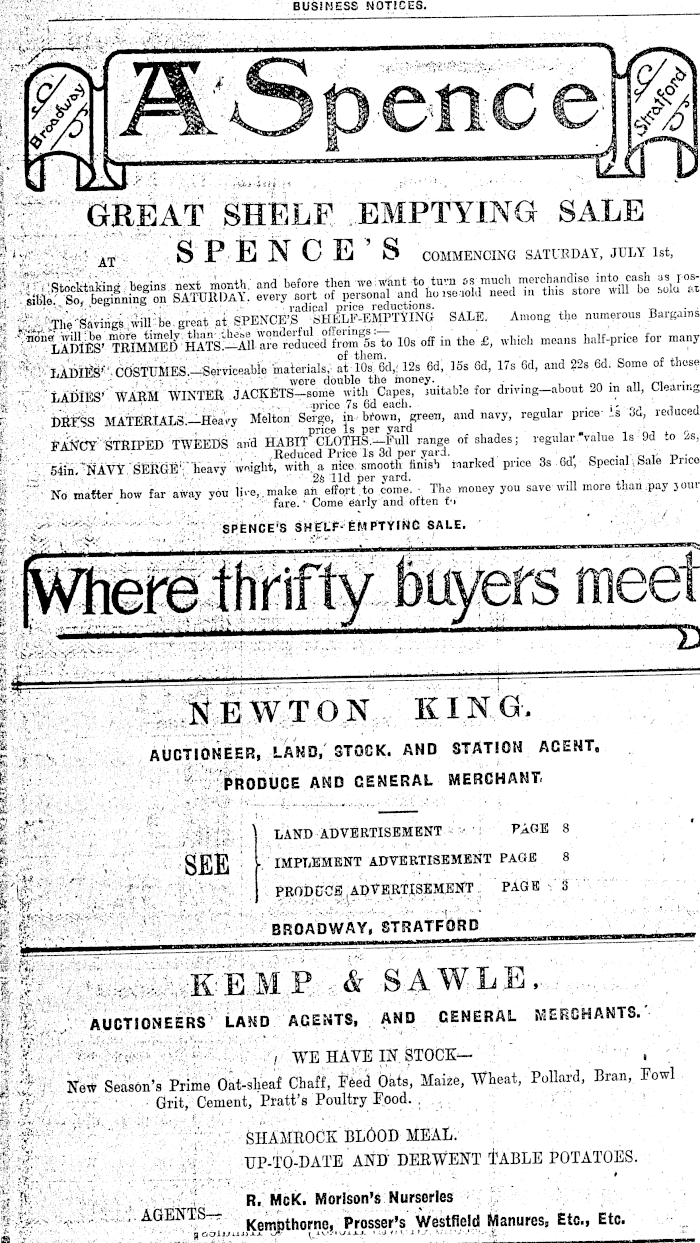 BUSINESS NOTICES.
Broadway
A Spence
Stratford
GREAT SHELF EMPTYING SALE
AT SPENCE'S COMMENCING SATURDAY, JULY 1st,
Stocktaking begins next month, and before then we want to turn as much merchandise into cash as pos-
sible. So, beginning on SATURDAY. every sort of personal and household need in this store will be sold at
radical price reductions.
The Savings will be great at SPENCE'S SHELF-EMPTYING SALE. Among the numerous Bargains
none will be more timely than these wonderful offerings:—
LADIES' TRIMMED HATS.—All are reduced from 5s to 10s off in the £, which means half-price for many
of them.
LADIES' COSTUMES.—Serviceable materials, at 10s 6d, 12s 6d, 15s 6d, 17s 6d, and 22s 6d. Some of these
were double the money.
LADIES' WARM WINTER JACKETS—some with Capes, suitable for driving—about 20 in all, Clearing
price 7s 6d each.
DRESS MATERIALS.—Heavy Melton Serge, in brown, green, and navy, regular price 1s 3d, reduced
price 1s per yard
FANCY STRIPED TWEEDS and HABIT CLOTHS.—Full range of shades; regular value 1s 9d to 2s,
Reduced Price 1s 3d per yard.
54in. NAVY SERGE, heavy weight, with a nice smooth finish marked price 3s 6d, Special Sale Price
2s 11d per yard.
No matter how far away you live, make an effort to come. The money you save will more than pay your
fare. Come early and often to
SPENCE'S SHELF-EMPTYING SALE.
Where thrifty buyers meet
NEWTON KING.
AUCTIONEER, LAND, STOCK. AND STATION AGENT,
PRODUCE AND GENERAL MERCHANT.
SEE
LAND ADVERTISEMENT PAGE 8
IMPLEMENT ADVERTISEMENT PAGE 8
PRODUCE ADVERTISEMENT PAGE 3
BROADWAY, STRATFORD
KEMP & SAWLE.
AUCTIONEERS LAND AGENTS, AND GENERAL MERCHANTS.
WE HAVE IN STOCK—
New Season's Prime Oat-sheaf Chaff, Feed Oats, Maize, Wheat, Pollard, Bran, Fowl
Grit, Cement, Pratt's Poultry Food.
SHAMROCK BLOOD MEAL.
UP-TO-DATE AND DERWENT TABLE POTATOES.
AGENTS—
R. McK. Morison's Nurseries
Kempthorne, Prosser's Westfield Manures, Etc., Etc.